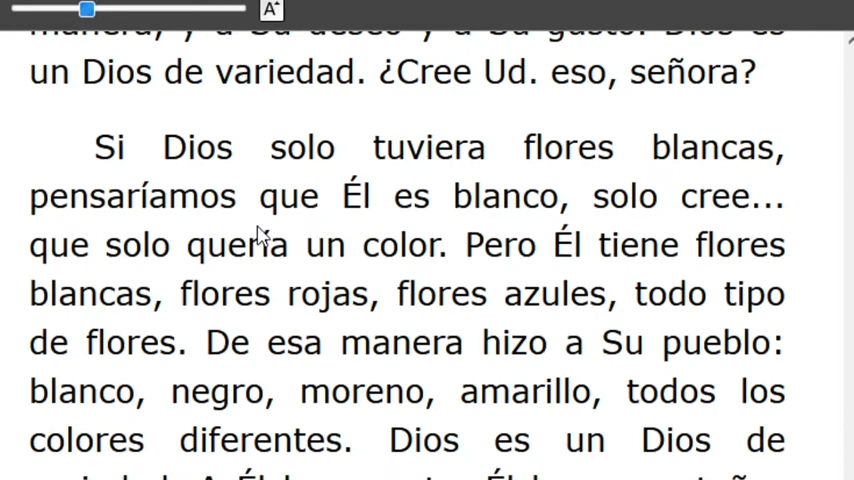 A
un Dios de variedad. ¿Cree Ud. eso, señora?
Si Dios solo tuviera flores blancas,
pensaríamos que Él es blanco, solo cree...
que solo quería un color. Pero Él tiene flores
blancas, flores rojas, flores azules, todo tipo
de flores. De esa manera hizo a Su pueblo:
blanco, negro, moreno, amarillo, todos los
colores diferentes. Dios es un Dios de